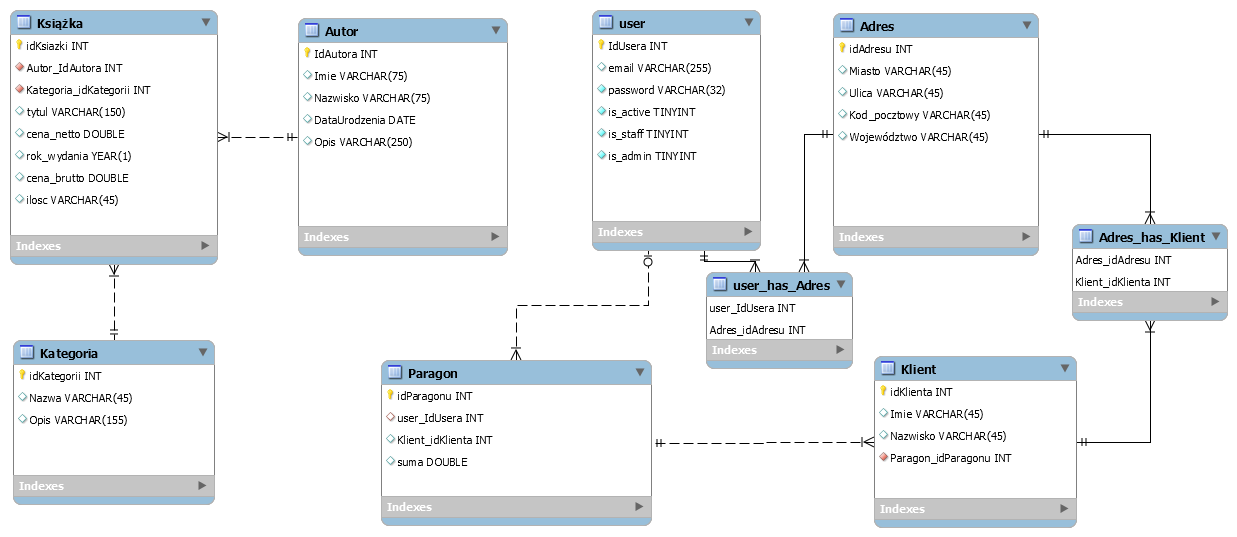 Książka
idKsiazki INT
Autor_IdAutora INT
Kategoria_idKategorii INT
tytul VARCHAR(150)
cena_netto DOUBLE
rok_wydania YEAR(1)
cena_brutto DOUBLE
ilosc VARCHAR(45)
Indexes
Autor
IdAutora INT
Imie VARCHAR(75)
Nazwisko VARCHAR(75)
DataUrodzenia DATE
Opis VARCHAR(250)
Indexes
user
IdUsera INT
email VARCHAR(255)
password VARCHAR(32)
is_active TINYINT
is_staff TINYINT
is_admin TINYINT
Indexes
Adres
idAdresu INT
Miasto VARCHAR(45)
Ulica VARCHAR(45)
Kod_pocztowy VARCHAR(45)
Województwo VARCHAR(45)
Indexes
Adres_has_Klient
Adres_idAdresu INT
Klient_idKlienta INT
Indexes
user_has_Adres
user_IdUsera INT
Adres_idAdresu INT
Indexes
Kategoria
idKategorii INT
Nazwa VARCHAR(45)
Opis VARCHAR(155)
Indexes
Paragon
idParagonu INT
user_IdUsera INT
Klient_idKlienta INT
suma DOUBLE
Indexes
Klient
idKlienta INT
Imie VARCHAR(45)
Nazwisko VARCHAR(45)
Paragon_idParagonu INT
Indexes